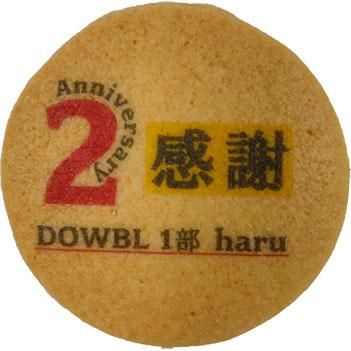 Anniversary
2
感謝
DOWBL 1部 haru